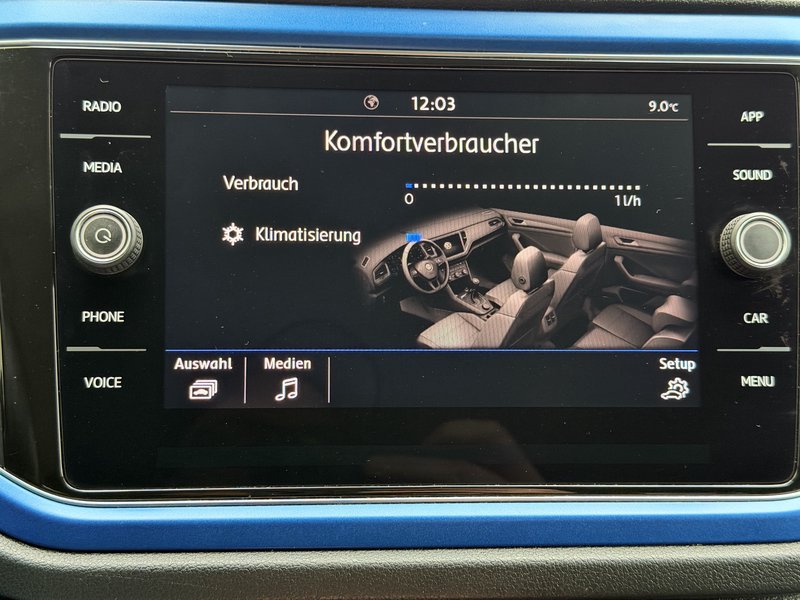 RADIO
MEDIA
PHONE
VOICE
12:03
9.0°C
Komfortverbraucher
Verbrauch
0
1l/h
Klimatisierung
Auswahl
Medien
Setup
APP
SOUND
CAR
MENU